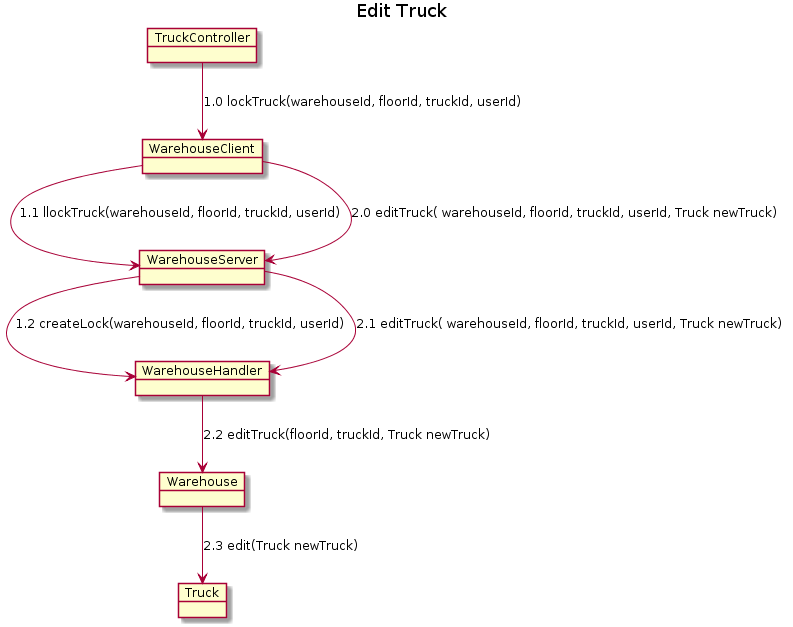 Edit Truck
TruckController
1.0 lockTruck(warehouseId, floorId, truckId, userId)
WarehouseClient
1.1 llockTruck(warehouseId, floorId, truckId, userId)
2.0 editTruck( warehouseId, floorId, truckId, userId, Truck newTruck)
WarehouseServer
1.2 createLock(warehouseId, floorId, truckId, userId)
2.1 editTruck( warehouseId, floorId, truckId, userId, Truck newTruck)
WarehouseHandler
2.2 editTruck(floorId, truckId, Truck newTruck)
Warehouse
2.3 edit(Truck newTruck)
Truck